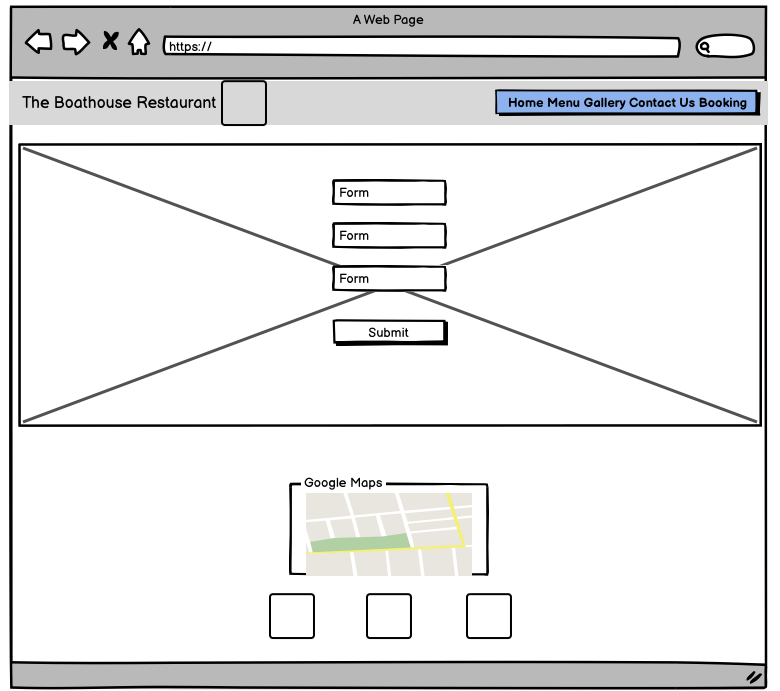 A Web Page
https://
The Boathouse Restaurant
Home Menu Gallery Contact Us Booking
Form
Form
Form
Submit
Google Maps